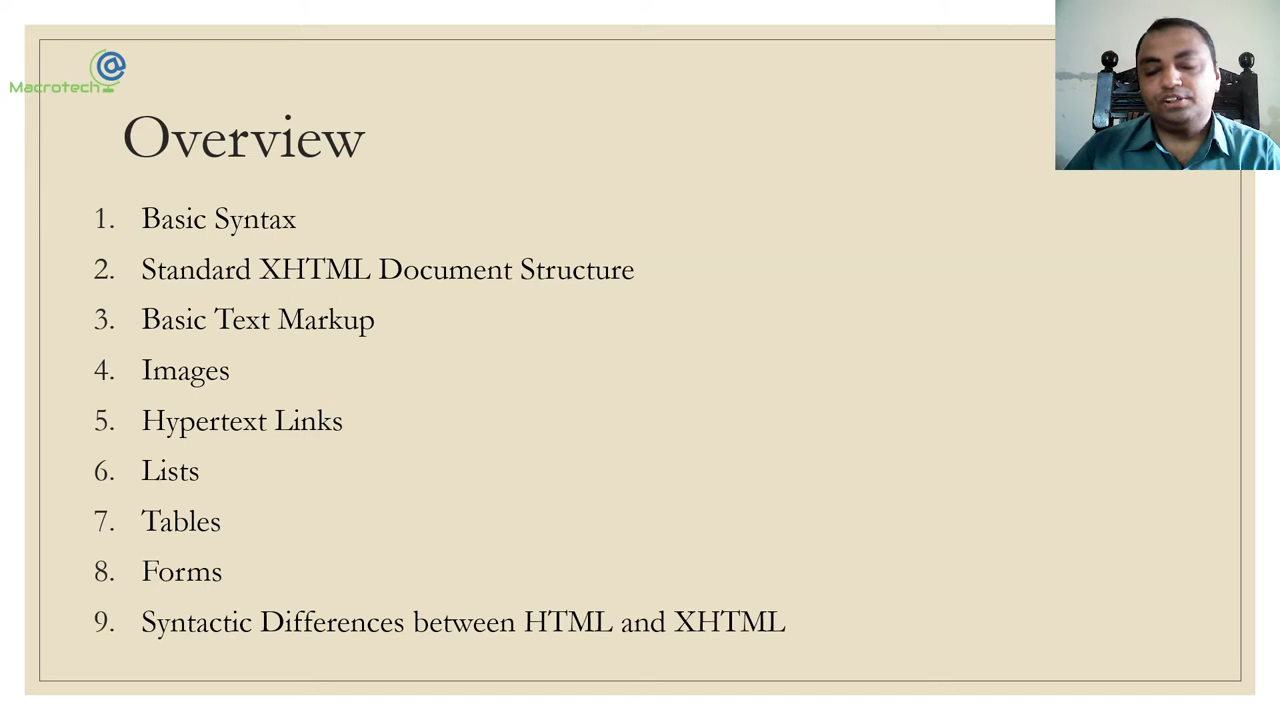 Macrotech
Overview
1. Basic Syntax
2. Standard XHTML Document Structure
3. Basic Text Markup
4. Images
5. Hypertext Links
6. Lists
7. Tables
8. Forms
9. Syntactic Differences between HTML and XHTML